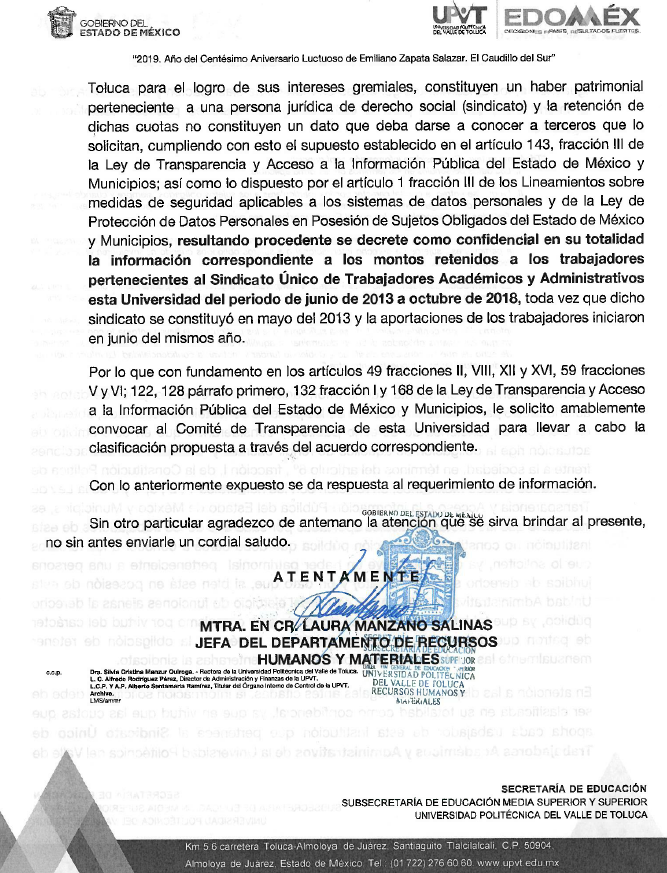 GOBIERNO DEL
ESTADO DE MÉXICO
UPVT
UNIVERSIDAD POLITÉCNICA
DEL VALLE DE TOLUCA
EDOMÉX
DECISIONES FIRMES, RESULTADOS FUERTES.
"2019. Año del Centésimo Aniversario Luctuoso de Emiliano Zapata Salazar. El Caudillo del Sur"
Toluca para el logro de sus intereses gremiales, constituyen un haber patrimonial
perteneciente a una persona jurídica de derecho social (sindicato) y la retención de
dichas cuotas no constituyen un dato que deba darse a conocer a terceros que lo
solicitan, cumpliendo con esto el supuesto establecido en el artículo 143, fracción III de
la Ley de Transparencia y Acceso a la Información Pública del Estado de México y
Municipios; así como lo dispuesto por el artículo 1 fracción III de los Lineamientos sobre
medidas de seguridad aplicables a los sistemas de datos personales y de la Ley de
Protección de Datos Personales en Posesión de Sujetos Obligados del Estado de México
y Municipios, resultando procedente se decrete como confidencial en su totalidad
la información correspondiente a los montos retenidos a los trabajadores
pertenecientes al Sindicato Único de Trabajadores Académicos y Administrativos
esta Universidad del periodo de junio de 2013 a octubre de 2018, toda vez que dicho
sindicato se constituyó en mayo del 2013 y la aportaciones de los trabajadores iniciaron
en junio del mismos año.
Por lo que con fundamento en los artículos 49 fracciones II, VIII, XII y XVI, 59 fracciones
V y VI; 122, 128 párrafo primero, 132 fracción I y 168 de la Ley de Transparencia y Acceso
a la Información Pública del Estado de México y Municipios, le solicito amablemente
convocar al Comité de Transparencia de esta Universidad para llevar a cabo la
clasificación propuesta a través del acuerdo correspondiente.
Con lo anteriormente expuesto se da respuesta al requerimiento de información.
Sin otro particular agradezco de antemano la atención que se sirva brindar al presente,
no sin antes enviarle un cordial saludo.
GOBIERNO DEL ESTADO DE MÉXICO
ATENTAMENTE
MTRA. EN CR. LAURA MANZANO SALINAS
JEFA DEL DEPARTAMENTO DE RECURSOS
HUMANOS Y MATERIALES
SECRETARÍA DE EDUCACIÓN
SUBSECRETARÍA DE EDUCACIÓN
SUPERIOR
UNIVERSIDAD POLITÉCNICA
DEL VALLE DE TOLUCA
RECURSOS HUMANOS Y
MATERIALES
c.c.p. Dra. Silvia Cristina Manzur Quiroga. - Rectora de la Universidad Politécnica del Valle de Toluca.
L. C. Alfredo Rodríguez Pérez, Director de Administración y Finanzas de la UPVT.
L.C.P. Y A.P. Alberto Santamaría Ramírez, Titular del Órgano Interno de Control de la UPVT.
Archivo.
SECRETARÍA DE EDUCACIÓN
SUBSECRETARÍA DE EDUCACIÓN MEDIA SUPERIOR Y SUPERIOR
UNIVERSIDAD POLITÉCNICA DEL VALLE DE TOLUCA
Km 5.6 carretera Toluca-Almoloya de Juárez, Santiaguito Tlalcilalcali, C.P. 50904,
Almoloya de Juárez, Estado de México. Tel.: (01 722) 276 60 60. www.upvt.edu.mx